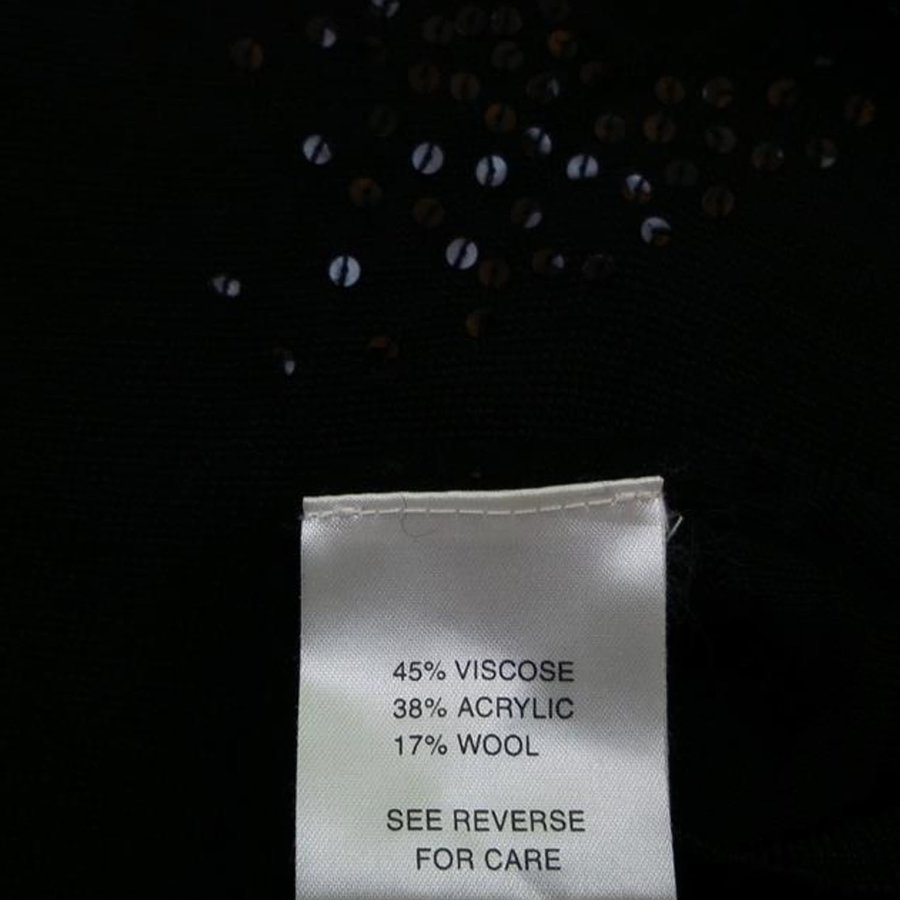 45% VISCOSE
38% ACRYLIC
17% WOOL
SEE REVERSE
FOR CARE